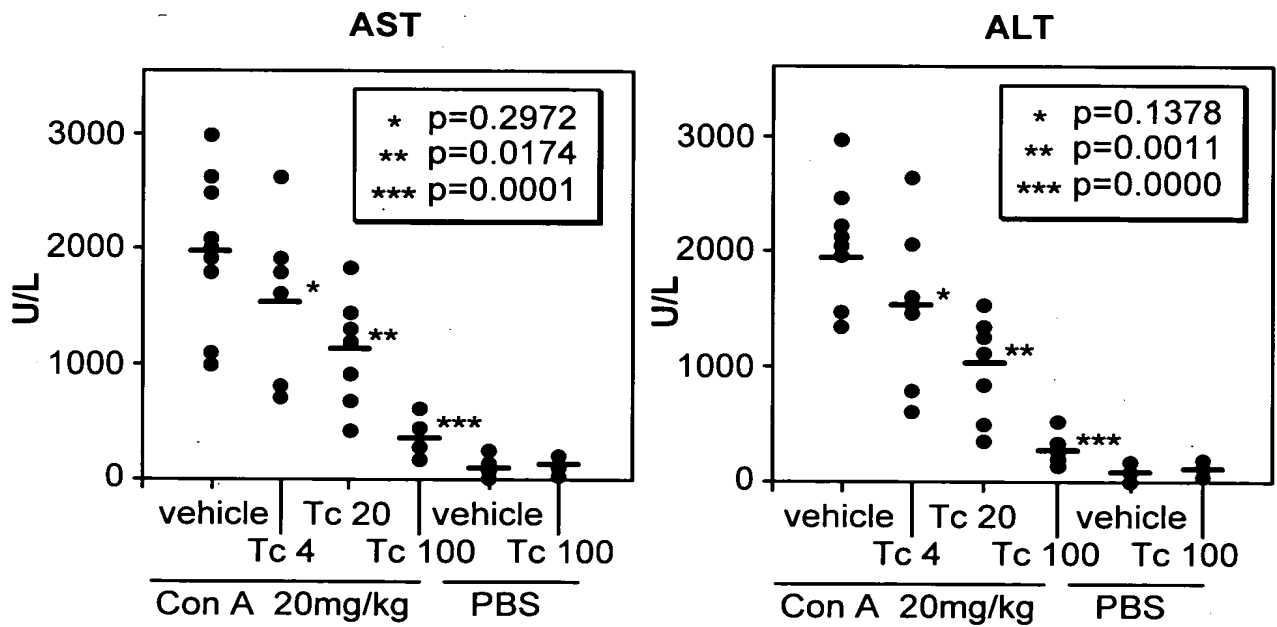 AST
* p=0.2972
** p=0.0174
*** p=0.0001
3000
2000
1000
0
U/L
*
**
***
vehicle Tc 20 vehicle
Tc 4 Tc 100 Tc 100
Con A 20mg/kg PBS
ALT
* p=0.1378
** p=0.0011
*** p=0.0000
3000
2000
1000
0
U/L
*
**
***
vehicle Tc 20 vehicle
Tc 4 Tc 100 Tc 100
Con A 20mg/kg PBS